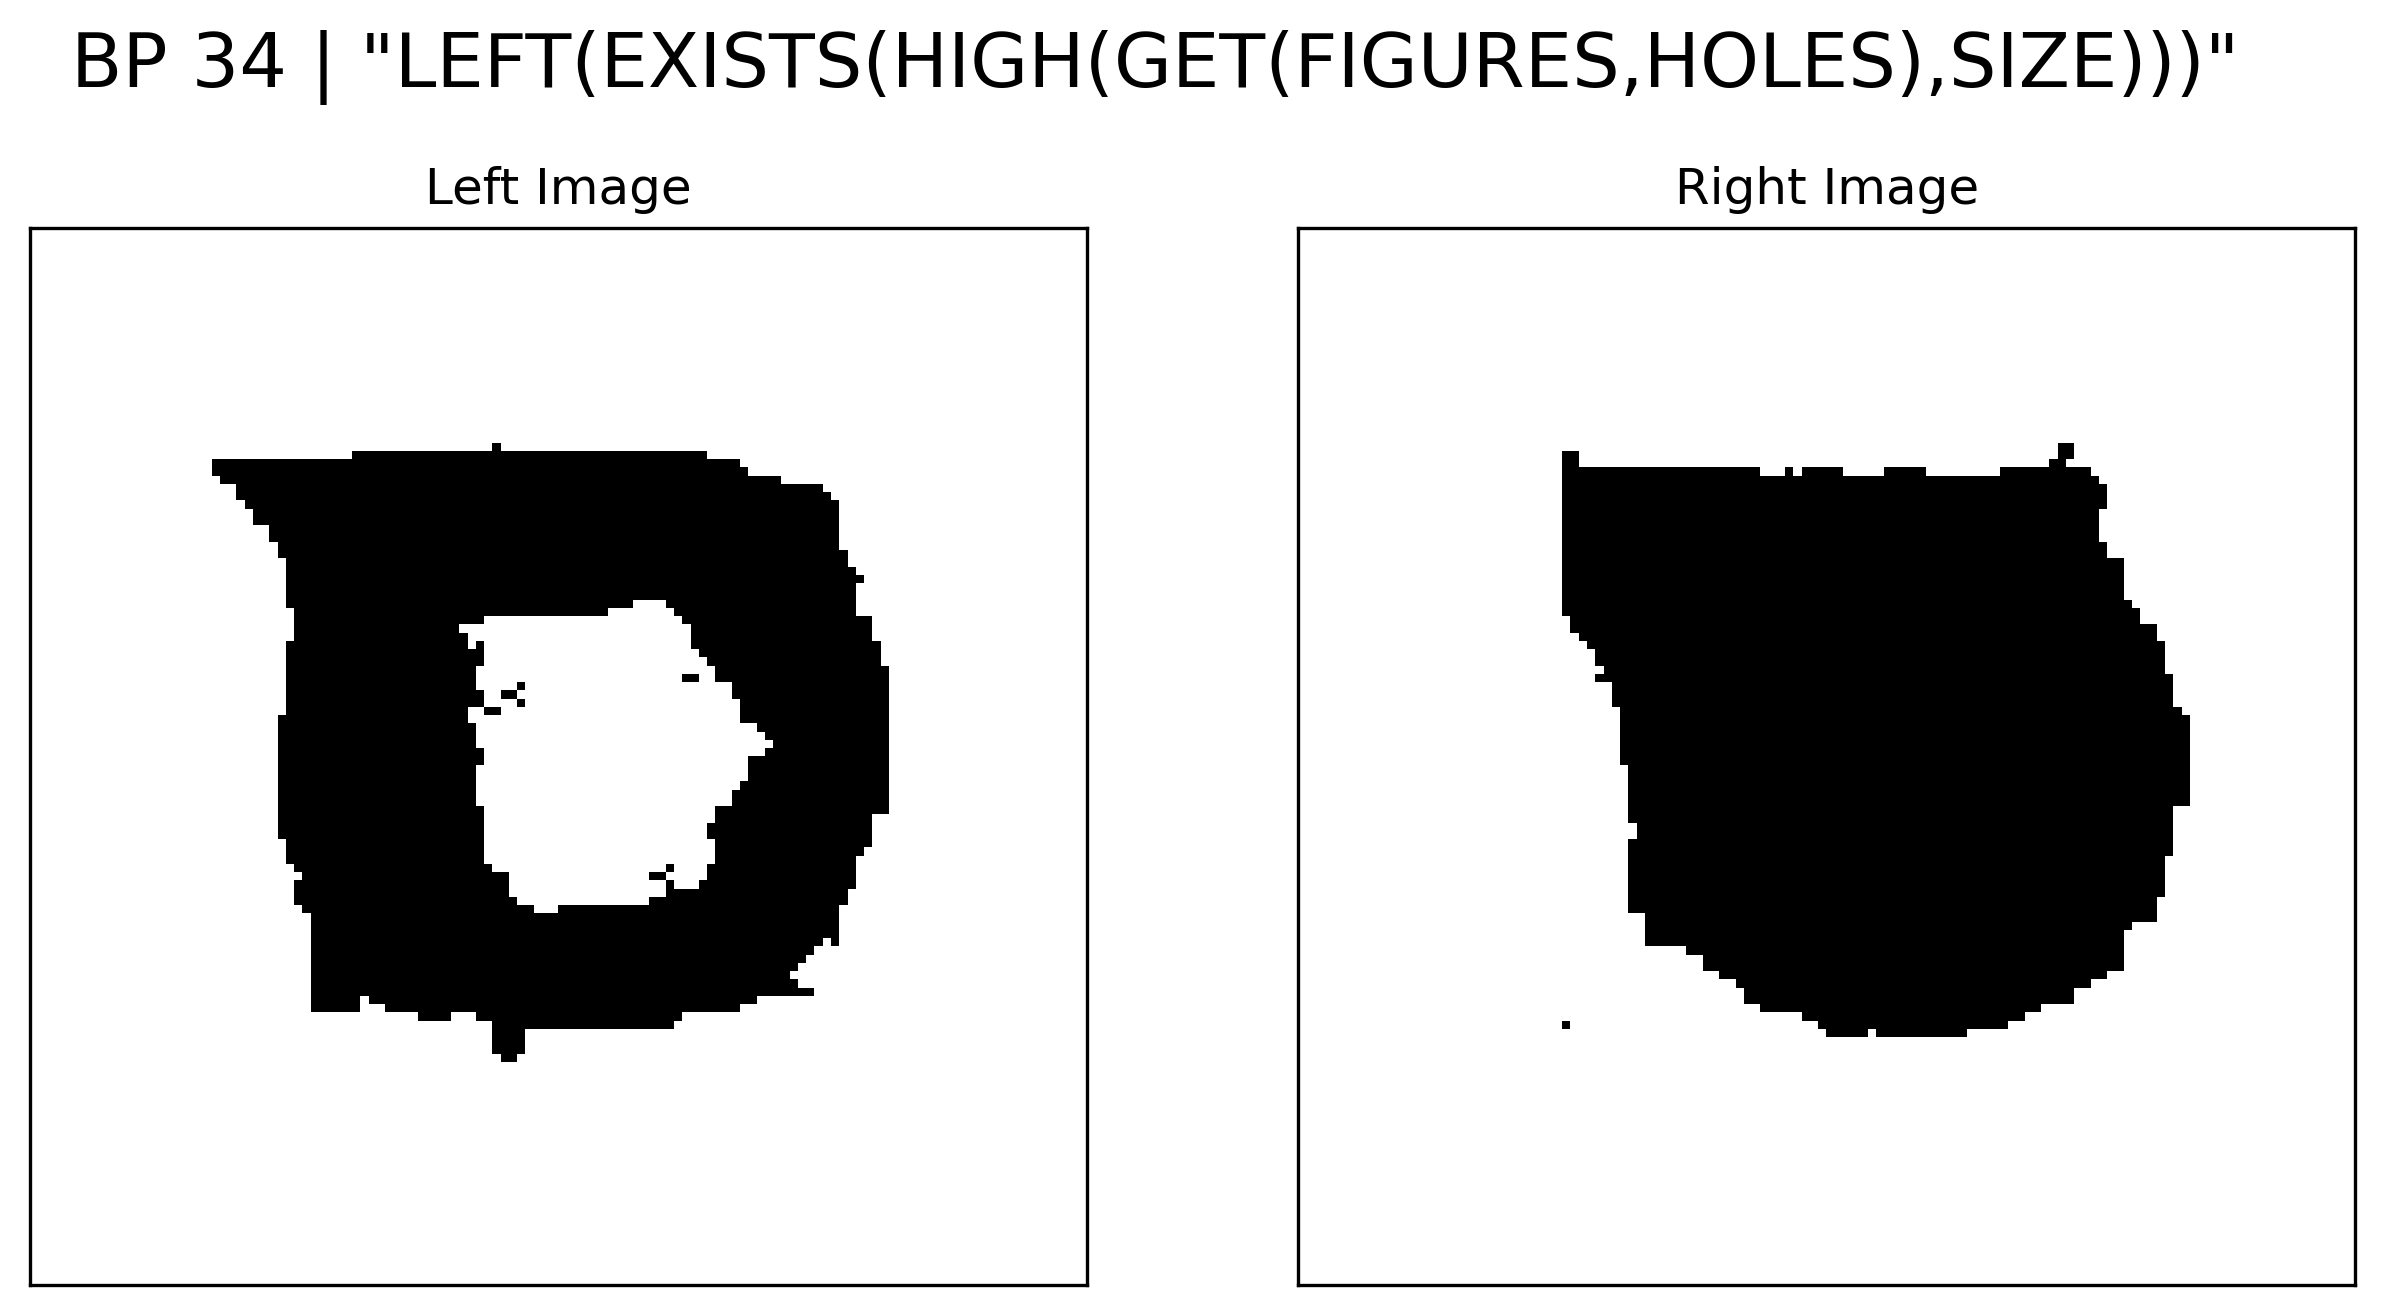 BP 34 | "LEFT(EXISTS(HIGH(GET(FIGURES,HOLES),SIZE)))"
Left Image
Right Image